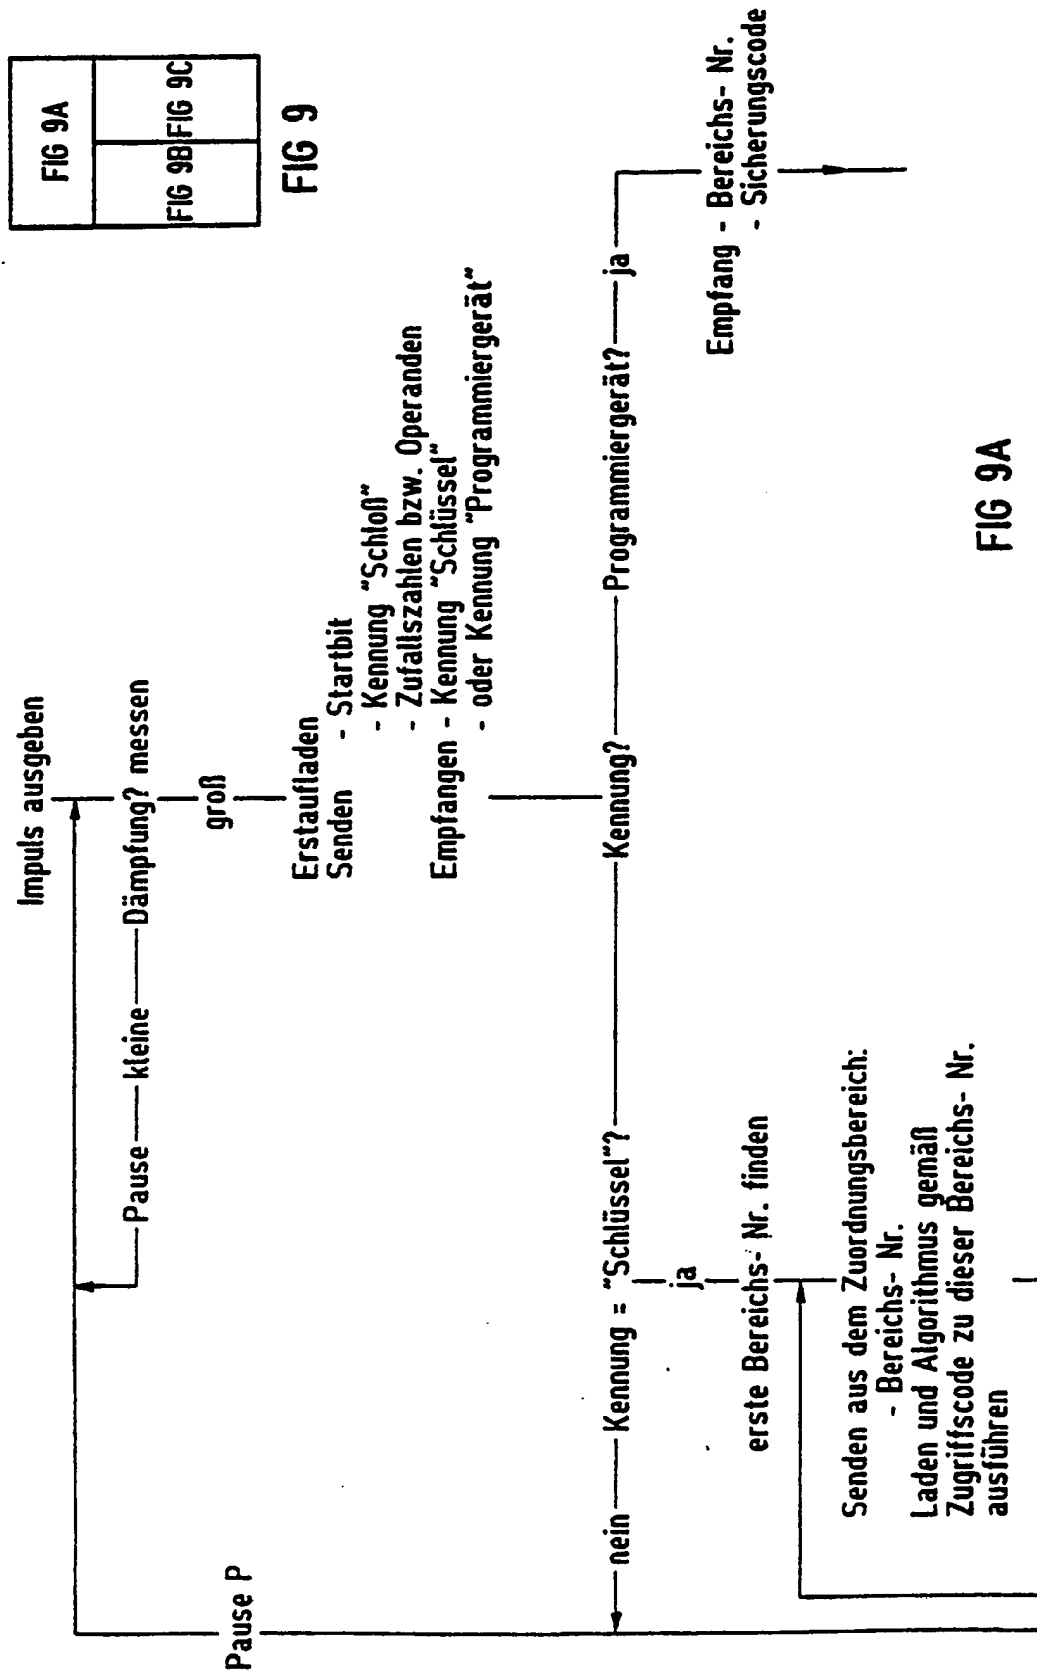 Impuls ausgeben
Pause
kleine
Dämpfung? messen
groß
Erstaufladen
Senden - Startbit
- Kennung "Schloß"
- Zufallszahlen bzw. Operanden
Empfangen - Kennung "Schlüssel"
- oder Kennung "Programmiergerät"
Pause P
nein
Kennung = "Schlüssel"?
Kennung?
Programmiergerät?
ja
ja
erste Bereichs- Nr. finden
Senden aus dem Zuordnungsbereich:
- Bereichs- Nr.
Laden und Algorithmus gemäß
Zugriffscode zu dieser Bereichs- Nr.
ausführen
Empfang - Bereichs- Nr.
- Sicherungscode
FIG 9A
FIG 9B
FIG 9C
FIG 9
FIG 9A